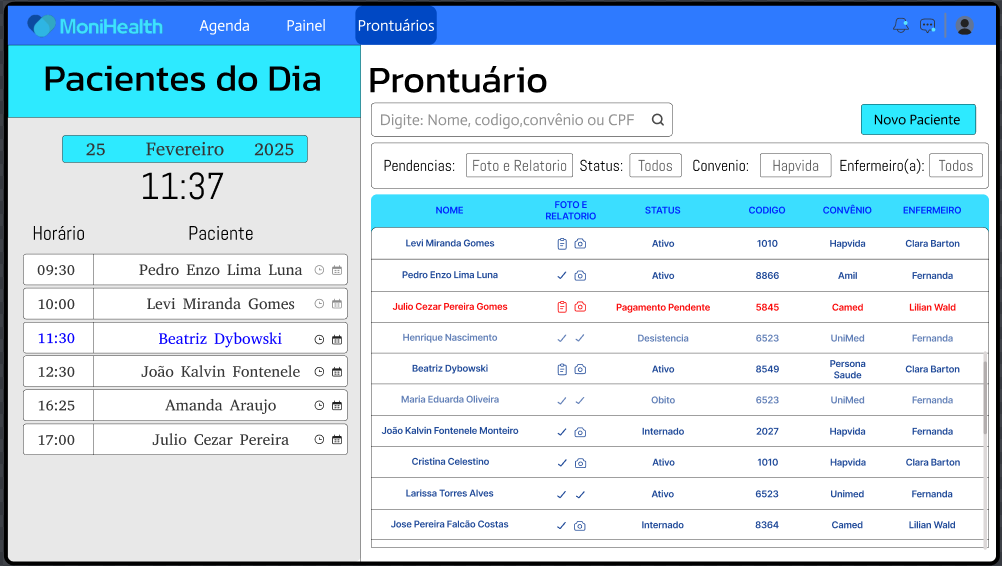 MoniHealth Agenda Painel Prontuários
Pacientes do Dia
25 Fevereiro 2025
11:37
Horário Paciente
09:30 Pedro Enzo Lima Luna
10:00 Levi Miranda Gomes
11:30 Beatriz Dybowski
12:30 João Kalvin Fontenele
16:25 Amanda Araujo
17:00 Julio Cezar Pereira
Prontuário
Digite: Nome, codigo,convênio ou CPF
Novo Paciente
Pendencias: Foto e Relatorio Status: Todos Convenio: Hapvida Enfermeiro(a): Todos
NOME FOTO E RELATORIO STATUS CODIGO CONVÊNIO ENFERMEIRO
Levi Miranda Gomes Ativo 1010 Hapvida Clara Barton
Pedro Enzo Lima Luna Ativo 8866 Amil Fernanda
Julio Cezar Pereira Gomes Pagamento Pendente 5845 Camed Lilian Wald
Henrique Nascimento Desistencia 6523 UniMed Fernanda
Beatriz Dybowski Ativo 8549 Persona Saude Clara Barton
Maria Eduarda Oliveira Obito 6523 UniMed Fernanda
João Kalvin Fontenele Monteiro Internado 2027 Hapvida Fernanda
Cristina Celestino Ativo 1010 Hapvida Clara Barton
Larissa Torres Alves Ativo 6523 Unimed Fernanda
Jose Pereira Falcão Costas Internado 8364 Camed Lilian Wald